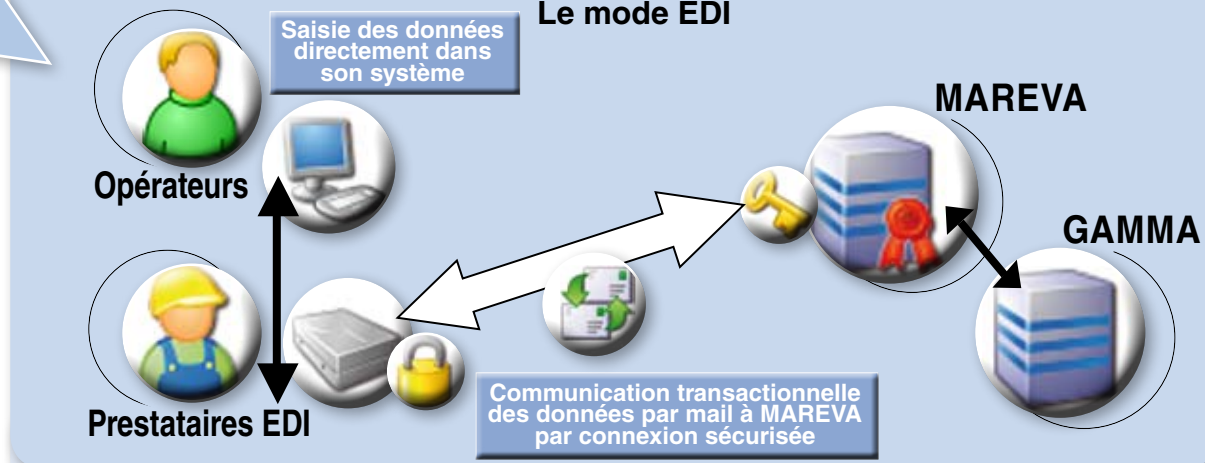 Le mode EDI
Saisie des données
directement dans
son système
MAREVA
Opérateurs
GAMMA
Communication transactionnelle
des données par mail à MAREVA
par connexion sécurisée
Prestataires EDI